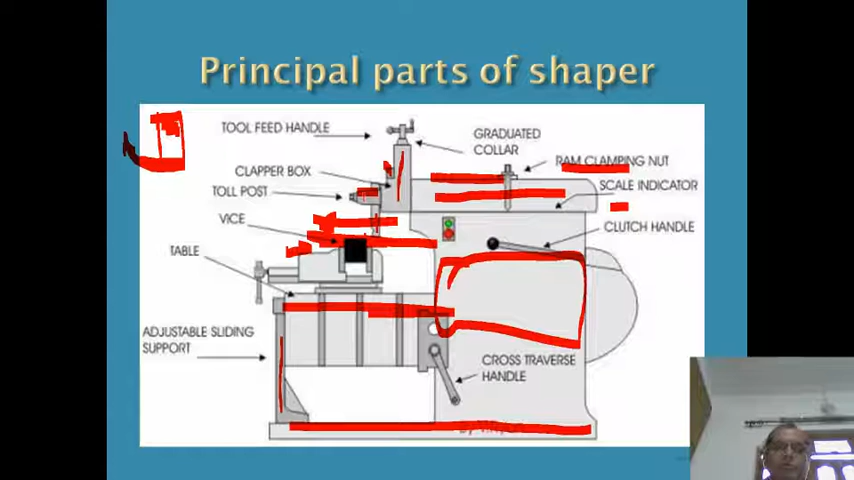 Principal parts of shaper
TOOL FEED HANDLE
GRADUATED
COLLAR
CLAPPER BOX
RAM CLAMPING NUT
TOLL POST
SCALE INDICATOR
VICE
CLUTCH HANDLE
TABLE
ADJUSTABLE SLIDING
SUPPORT
CROSS TRAVERSE
HANDLE